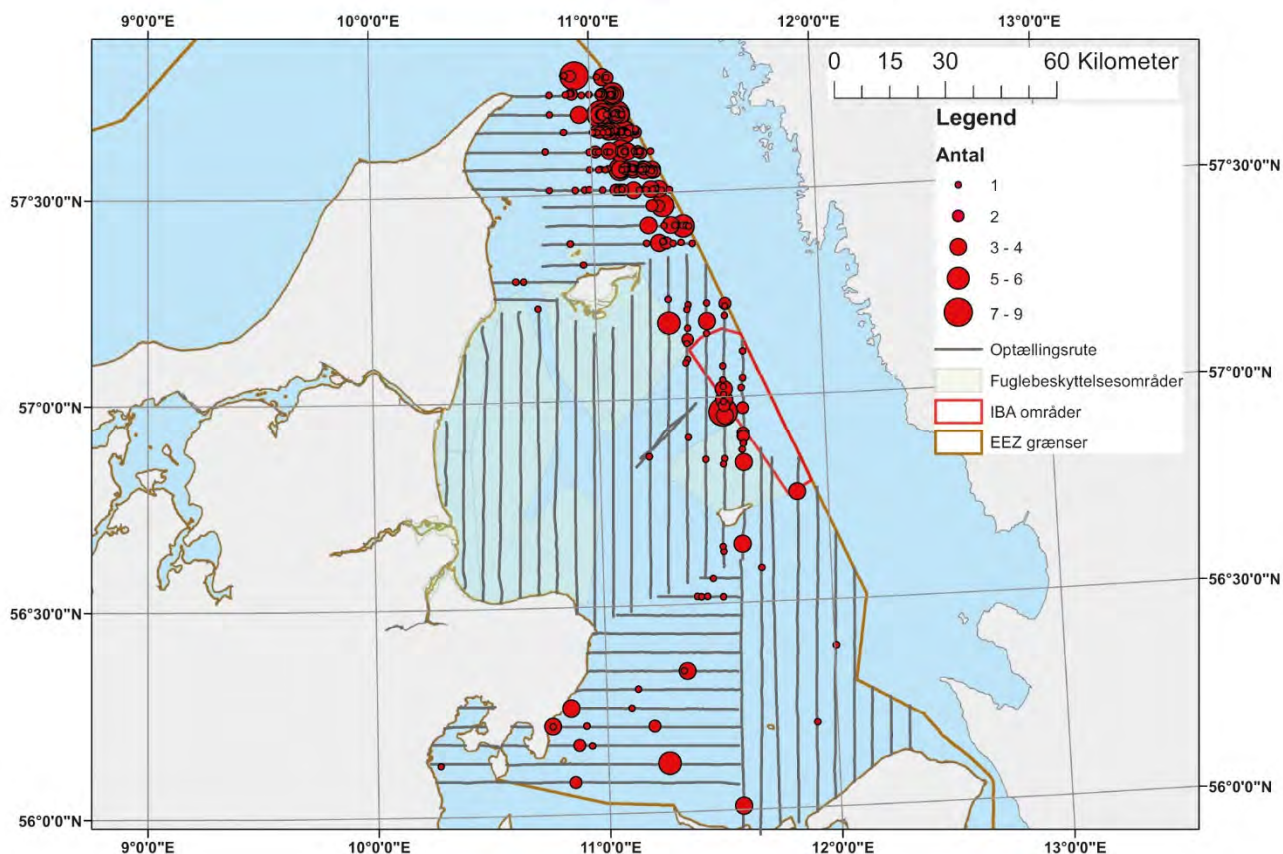 9°0'0"E 10°0'0"E 11°0'0"E 12°0'0"E 13°0'0"E
0 15 30 60 Kilometer
Legend
Antal
1
2
3 - 4
5 - 6
7 - 9
Optællingsrute
Fuglebeskyttelsesområder
IBA områder
EEZ grænser
57°30'0"N
57°30'0"N
57°0'0"N
57°0'0"N
56°30'0"N
56°30'0"N
56°0'0"N
56°0'0"N
9°0'0"E 10°0'0"E 11°0'0"E 12°0'0"E 13°0'0"E